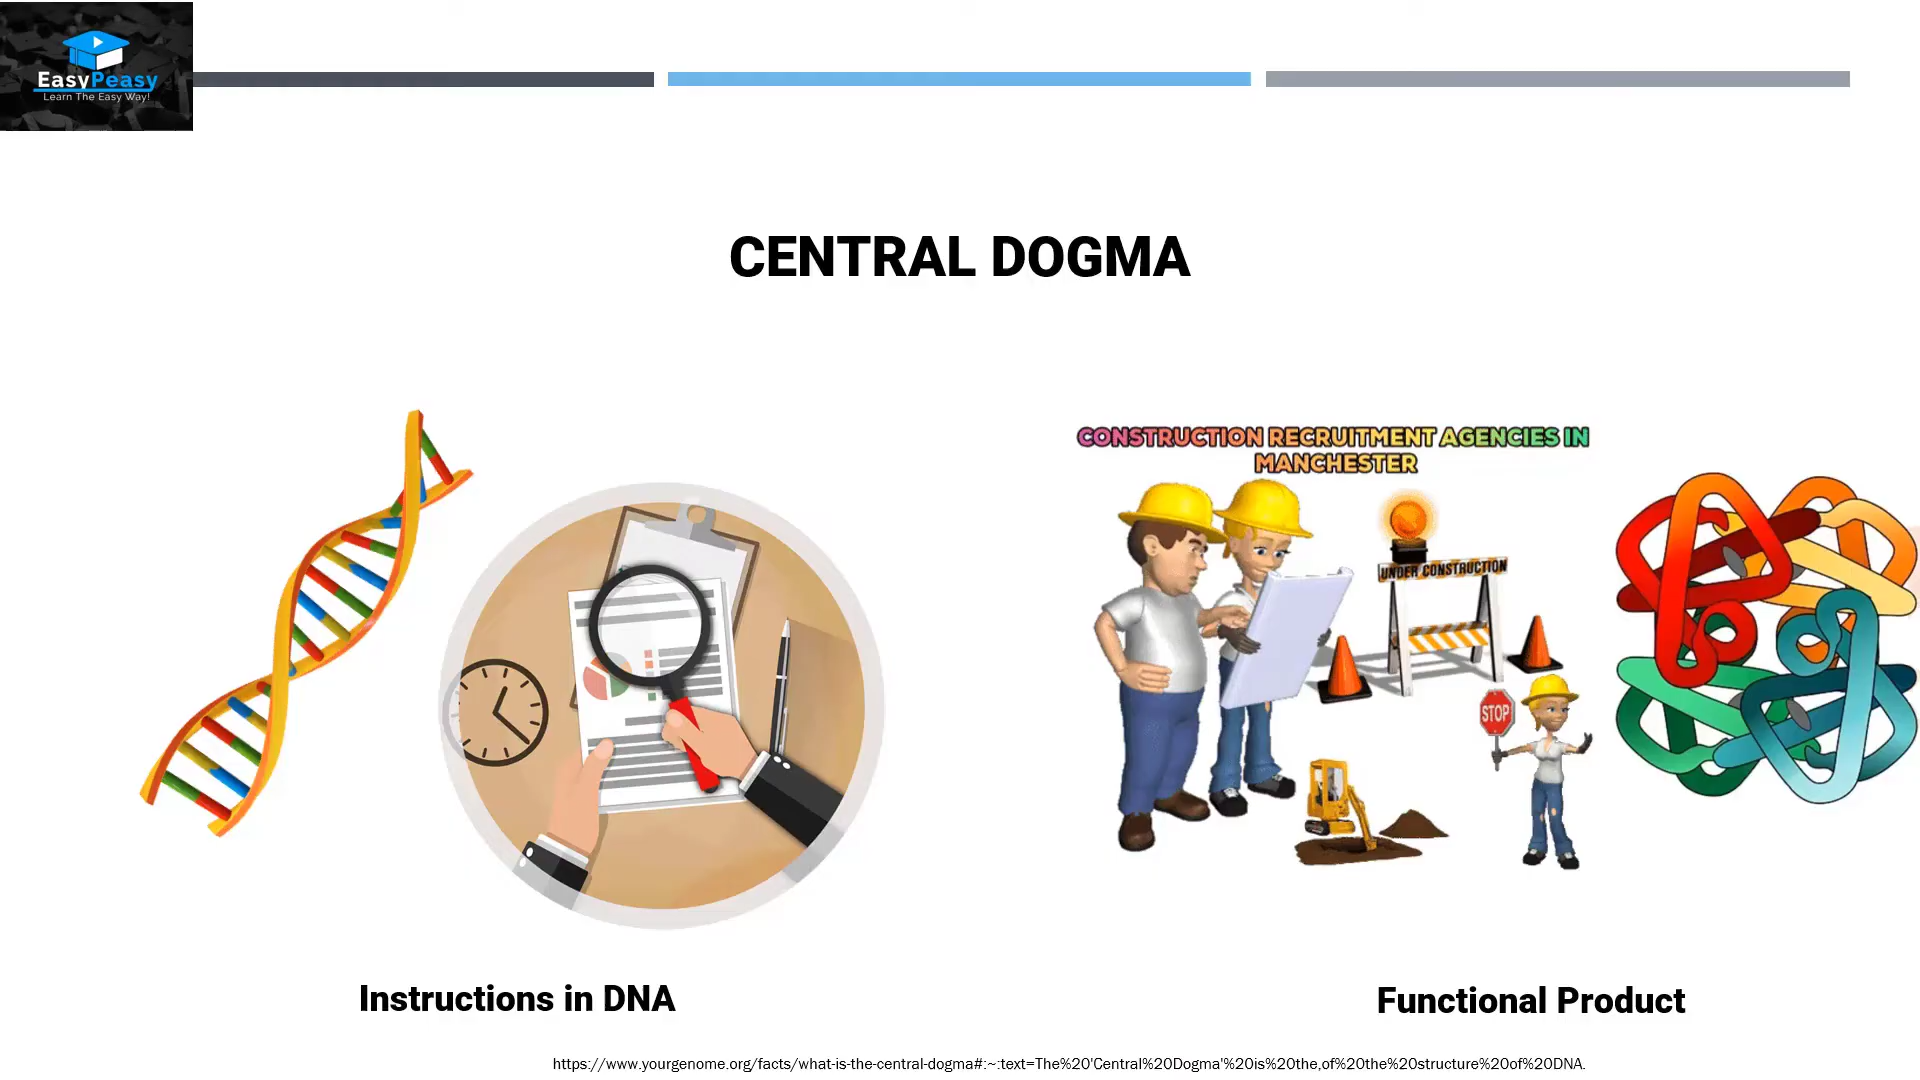 EasyPeasy
Learn The Easy Way!
CENTRAL DOGMA
CONSTRUCTION RECRUITMENT AGENCIES IN
MANCHESTER
UNDER CONSTRUCTION
STOP
Instructions in DNA
Functional Product
https://www.yourgenome.org/facts/what-is-the-central-dogma#:~:text=The%20'Central%20Dogma'%20is%20the,of%20the%20structure%20of%20DNA.